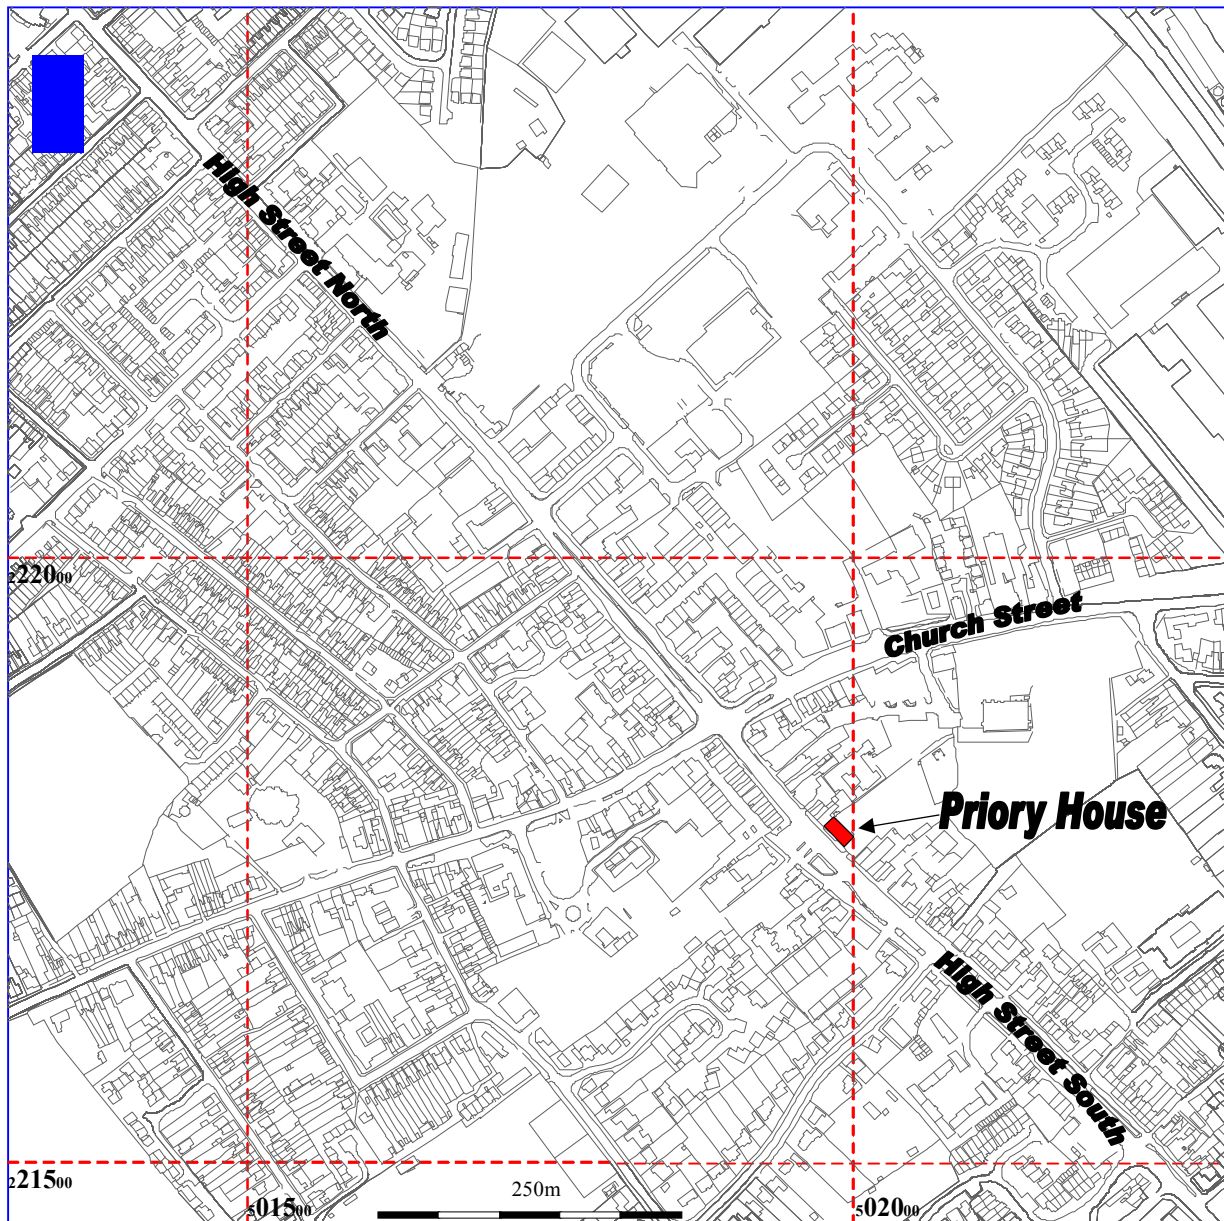 High Street North
222000
Church Street
Priory House
High Street South
221500
501500
250m
502000